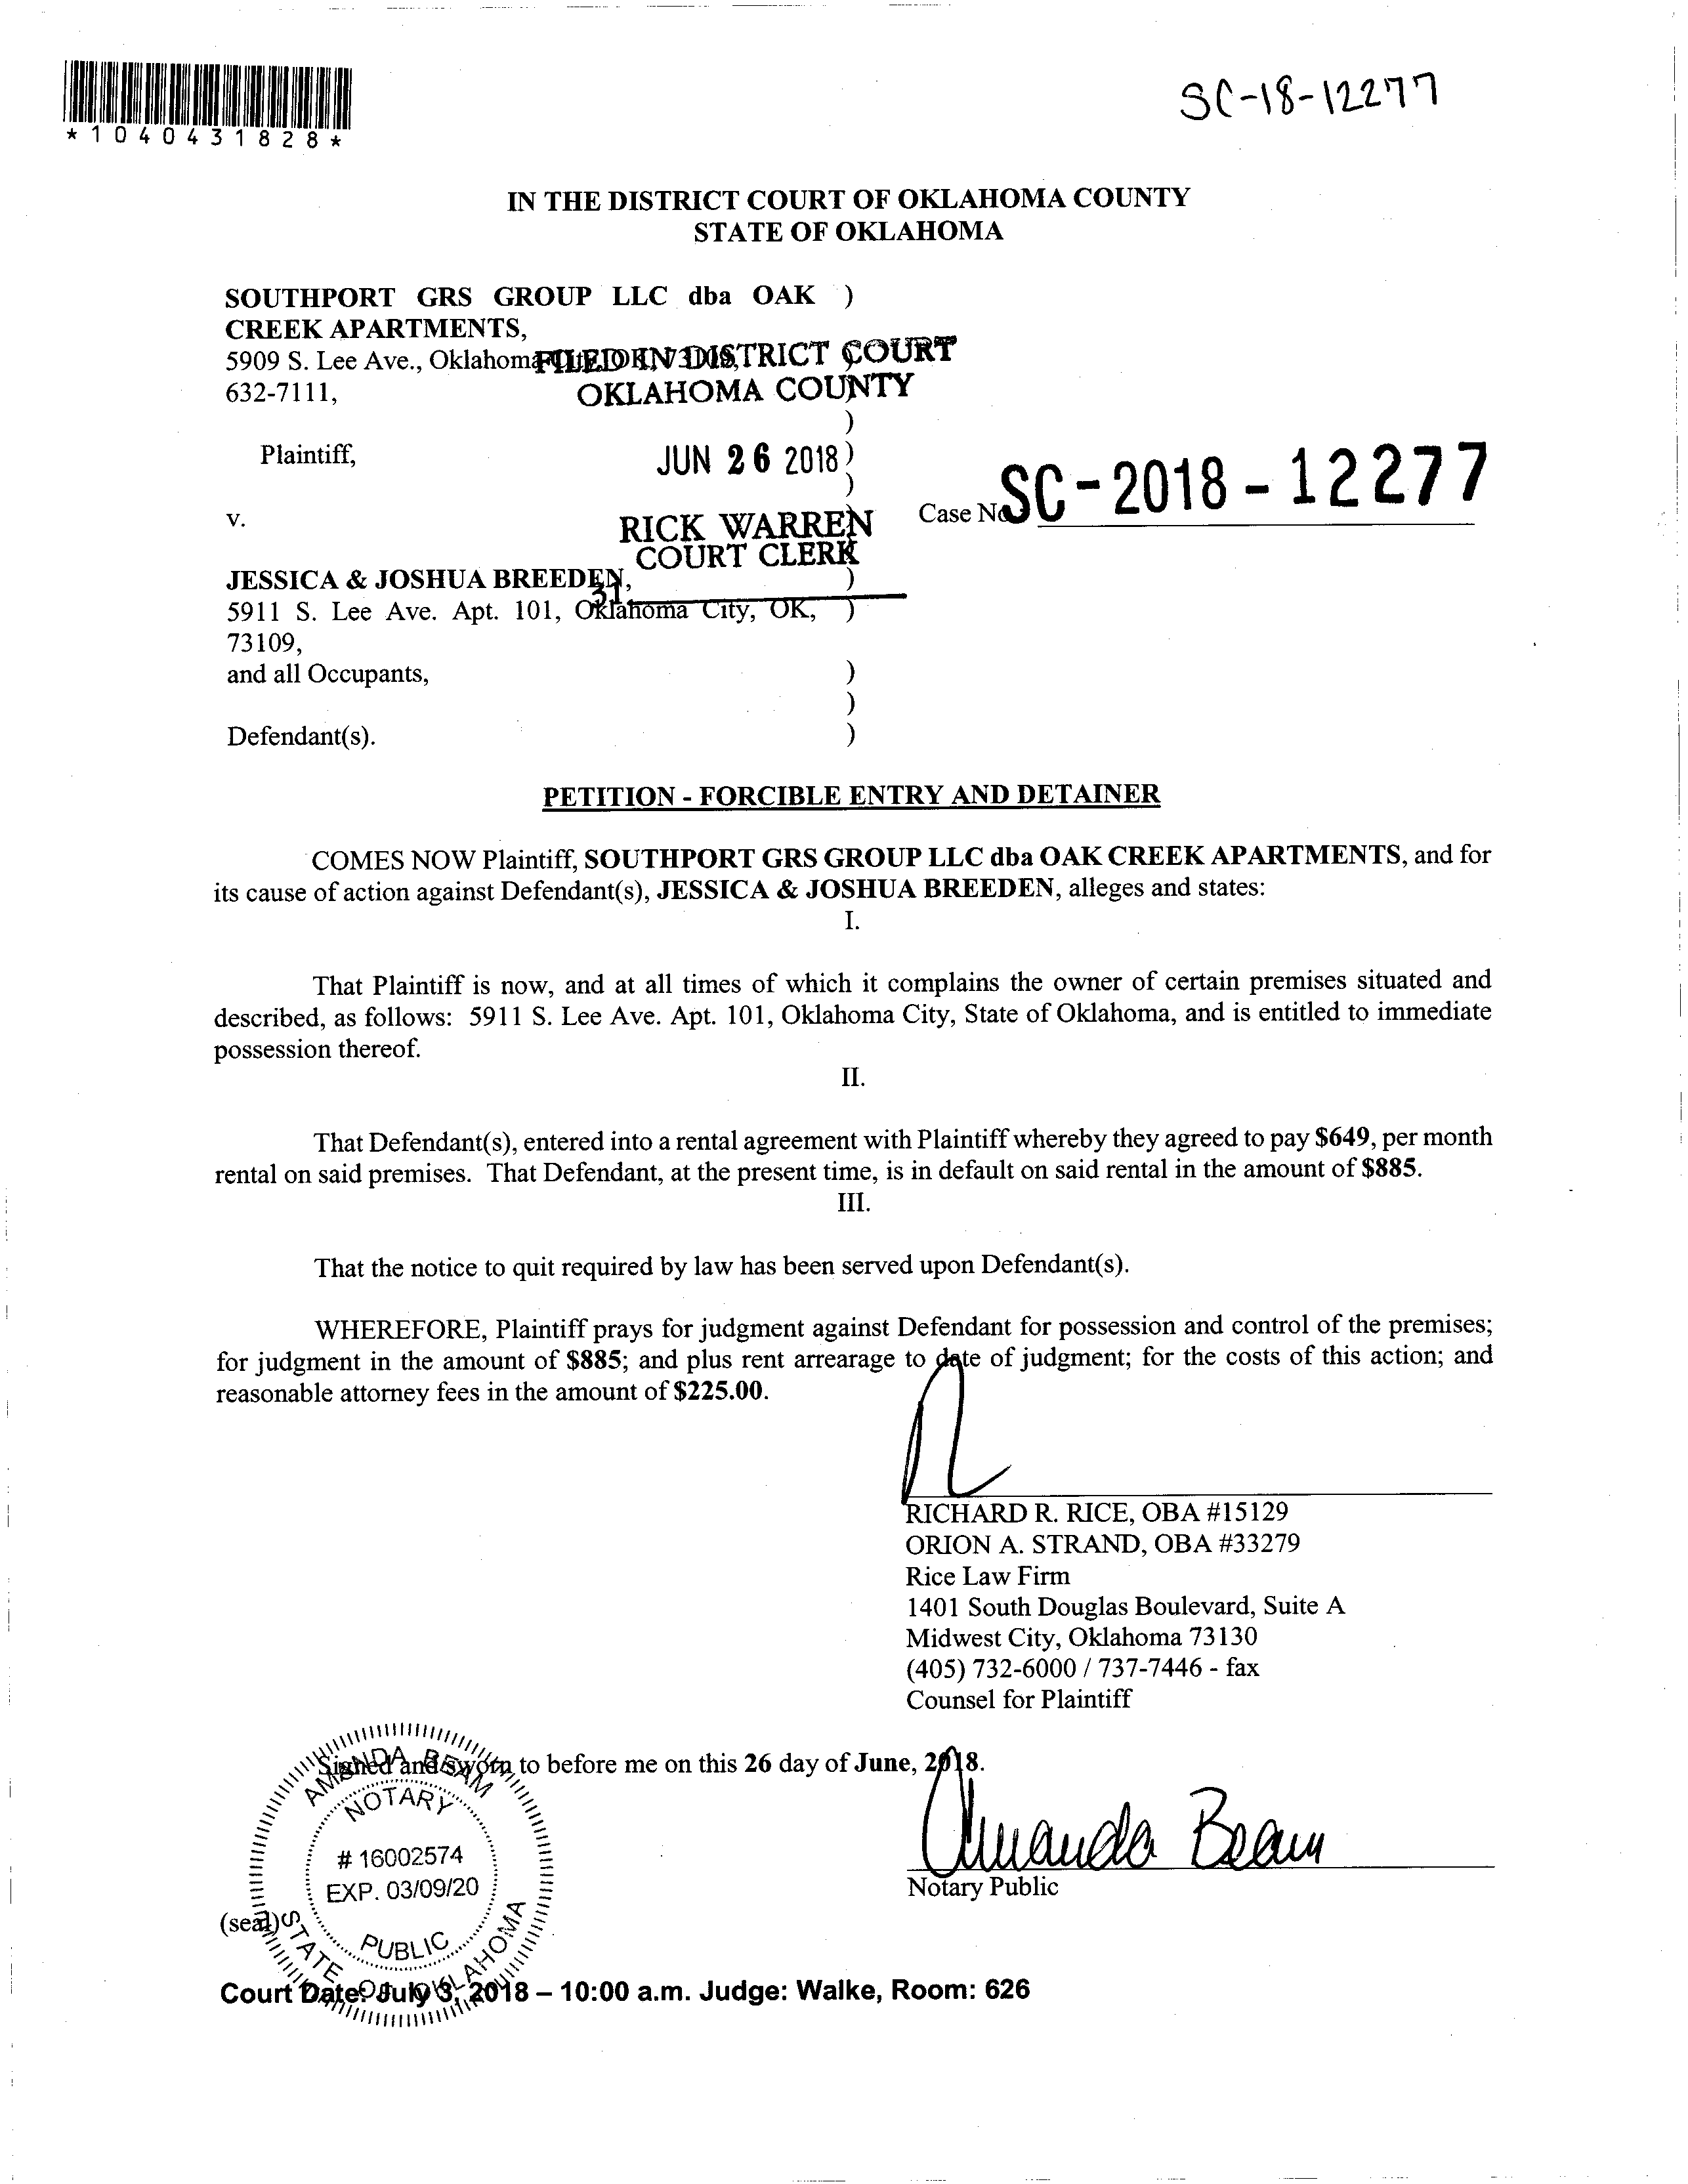 *1040431828*
SC-18-12277
IN THE DISTRICT COURT OF OKLAHOMA COUNTY
STATE OF OKLAHOMA
SOUTHPORT GRS GROUP LLC dba OAK )
CREEK APARTMENTS,
5909 S. Lee Ave., Oklahoma
FILED IN DISTRICT COURT
632-7111,
OKLAHOMA COUNTY
)
Plaintiff,
JUN 26 2018 )
)
Case No SC-2018-12277
v.
RICK WARREN
COURT CLERK
JESSICA & JOSHUA BREEDEN, )
31
5911 S. Lee Ave. Apt. 101, Oklahoma City, OK, )
73109,
and all Occupants, )
)
Defendant(s). )
PETITION - FORCIBLE ENTRY AND DETAINER
COMES NOW Plaintiff, SOUTHPORT GRS GROUP LLC dba OAK CREEK APARTMENTS, and for
its cause of action against Defendant(s), JESSICA & JOSHUA BREEDEN, alleges and states:
I.
That Plaintiff is now, and at all times of which it complains the owner of certain premises situated and
described, as follows: 5911 S. Lee Ave. Apt. 101, Oklahoma City, State of Oklahoma, and is entitled to immediate
possession thereof.
II.
That Defendant(s), entered into a rental agreement with Plaintiff whereby they agreed to pay $649, per month
rental on said premises. That Defendant, at the present time, is in default on said rental in the amount of $885.
III.
That the notice to quit required by law has been served upon Defendant(s).
WHEREFORE, Plaintiff prays for judgment against Defendant for possession and control of the premises;
for judgment in the amount of $885; and plus rent arrearage to date of judgment; for the costs of this action; and
reasonable attorney fees in the amount of $225.00.
RICHARD R. RICE, OBA #15129
ORION A. STRAND, OBA #33279
Rice Law Firm
1401 South Douglas Boulevard, Suite A
Midwest City, Oklahoma 73130
(405) 732-6000 / 737-7446 - fax
Counsel for Plaintiff
Signed and sworn to before me on this 26 day of June, 2018.
AMANDA BEAM
NOTARY
# 16002574
EXP. 03/09/20
PUBLIC
STATE OF OKLAHOMA
Amanda Beam
Notary Public
(seal)
Court Date: July 3, 2018 – 10:00 a.m. Judge: Walke, Room: 626